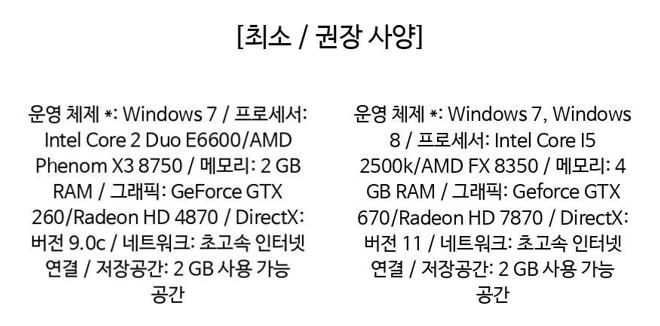 [최소 / 권장 사양]
운영 체제 *: Windows 7 / 프로세서:
Intel Core 2 Duo E6600/AMD
Phenom X3 8750 / 메모리: 2 GB
RAM / 그래픽: GeForce GTX
260/Radeon HD 4870 / DirectX:
버전 9.0c / 네트워크: 초고속 인터넷
연결 / 저장공간: 2 GB 사용 가능
공간
운영 체제 *: Windows 7, Windows
8 / 프로세서: Intel Core I5
2500k/AMD FX 8350 / 메모리: 4
GB RAM / 그래픽: Geforce GTX
670/Radeon HD 7870 / DirectX:
버전 11 / 네트워크: 초고속 인터넷
연결 / 저장공간: 2 GB 사용 가능
공간